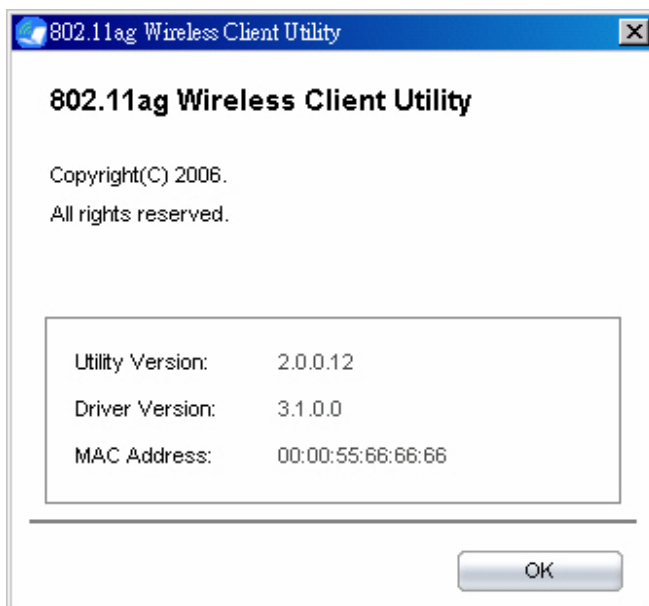 802.11ag Wireless Client Utility
802.11ag Wireless Client Utility
Copyright(C) 2006.
All rights reserved.
Utility Version: 2.0.0.12
Driver Version: 3.1.0.0
MAC Address: 00:00:55:66:66:66
OK